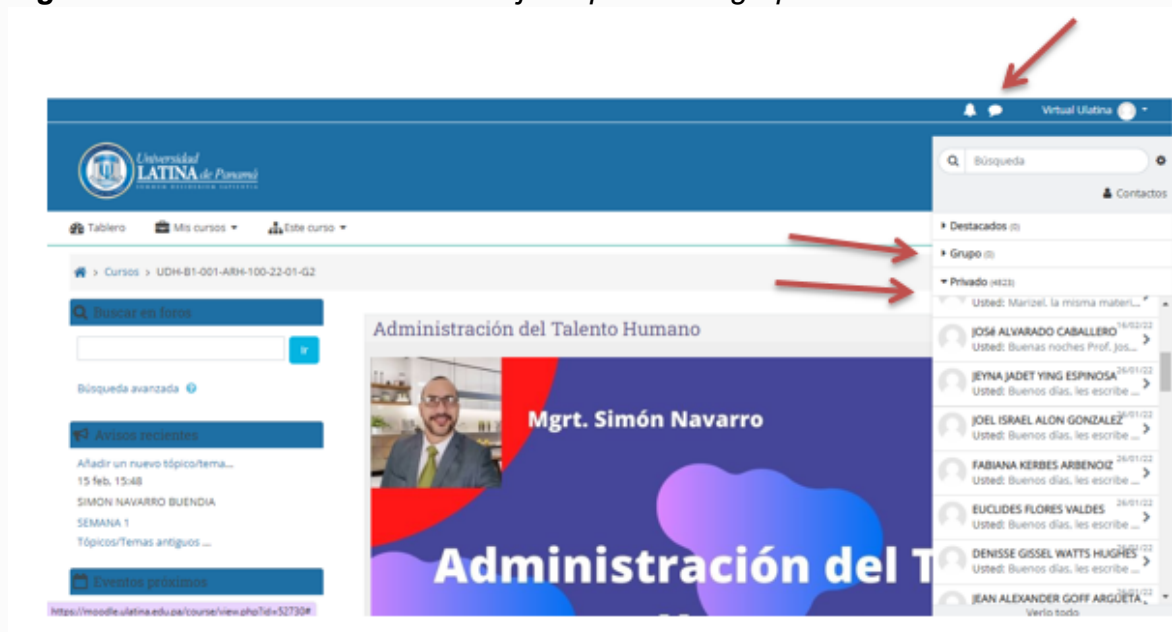 Virtual Ulatina
Universidad
LATINA de Panamá
Búsqueda
Contactos
Tablero
Mis cursos
Este curso
Destacados (0)
Grupo (0)
Privado (4823)
Cursos > UDH-B1-001-ARH-100-22-01-G2
Buscar en foros
Ir
Búsqueda avanzada
Avisos recientes
Añadir un nuevo tópico/tema...
15 feb, 15:48
SIMON NAVARRO BUENDIA
SEMANA 1
Tópicos/Temas antiguos ...
Eventos próximos
https://moodle.ulatina.edu.pa/course/view.php?id=52730#
Administración del Talento Humano
Mgrt. Simón Navarro
Administración del T
Usted: Marizel, la misma materi...
JOSé ALVARADO CABALLERO 16/02/22
Usted: Buenas noches Prof. Jos...
JEYNA JADET YING ESPINOSA 26/01/22
Usted: Buenos días, les escribe ...
JOEL ISRAEL ALON GONZALEZ 26/01/22
Usted: Buenos días, les escribe ...
FABIANA KERBES ARBENOIZ 26/01/22
Usted: Buenos días, les escribe ...
EUCLIDES FLORES VALDES 26/01/22
Usted: Buenos días, les escribe ...
DENISSE GISSEL WATTS HUGHES 26/01/22
Usted: Buenos días, les escribe ...
JEAN ALEXANDER GOFF ARGÜETA
Verlo todo